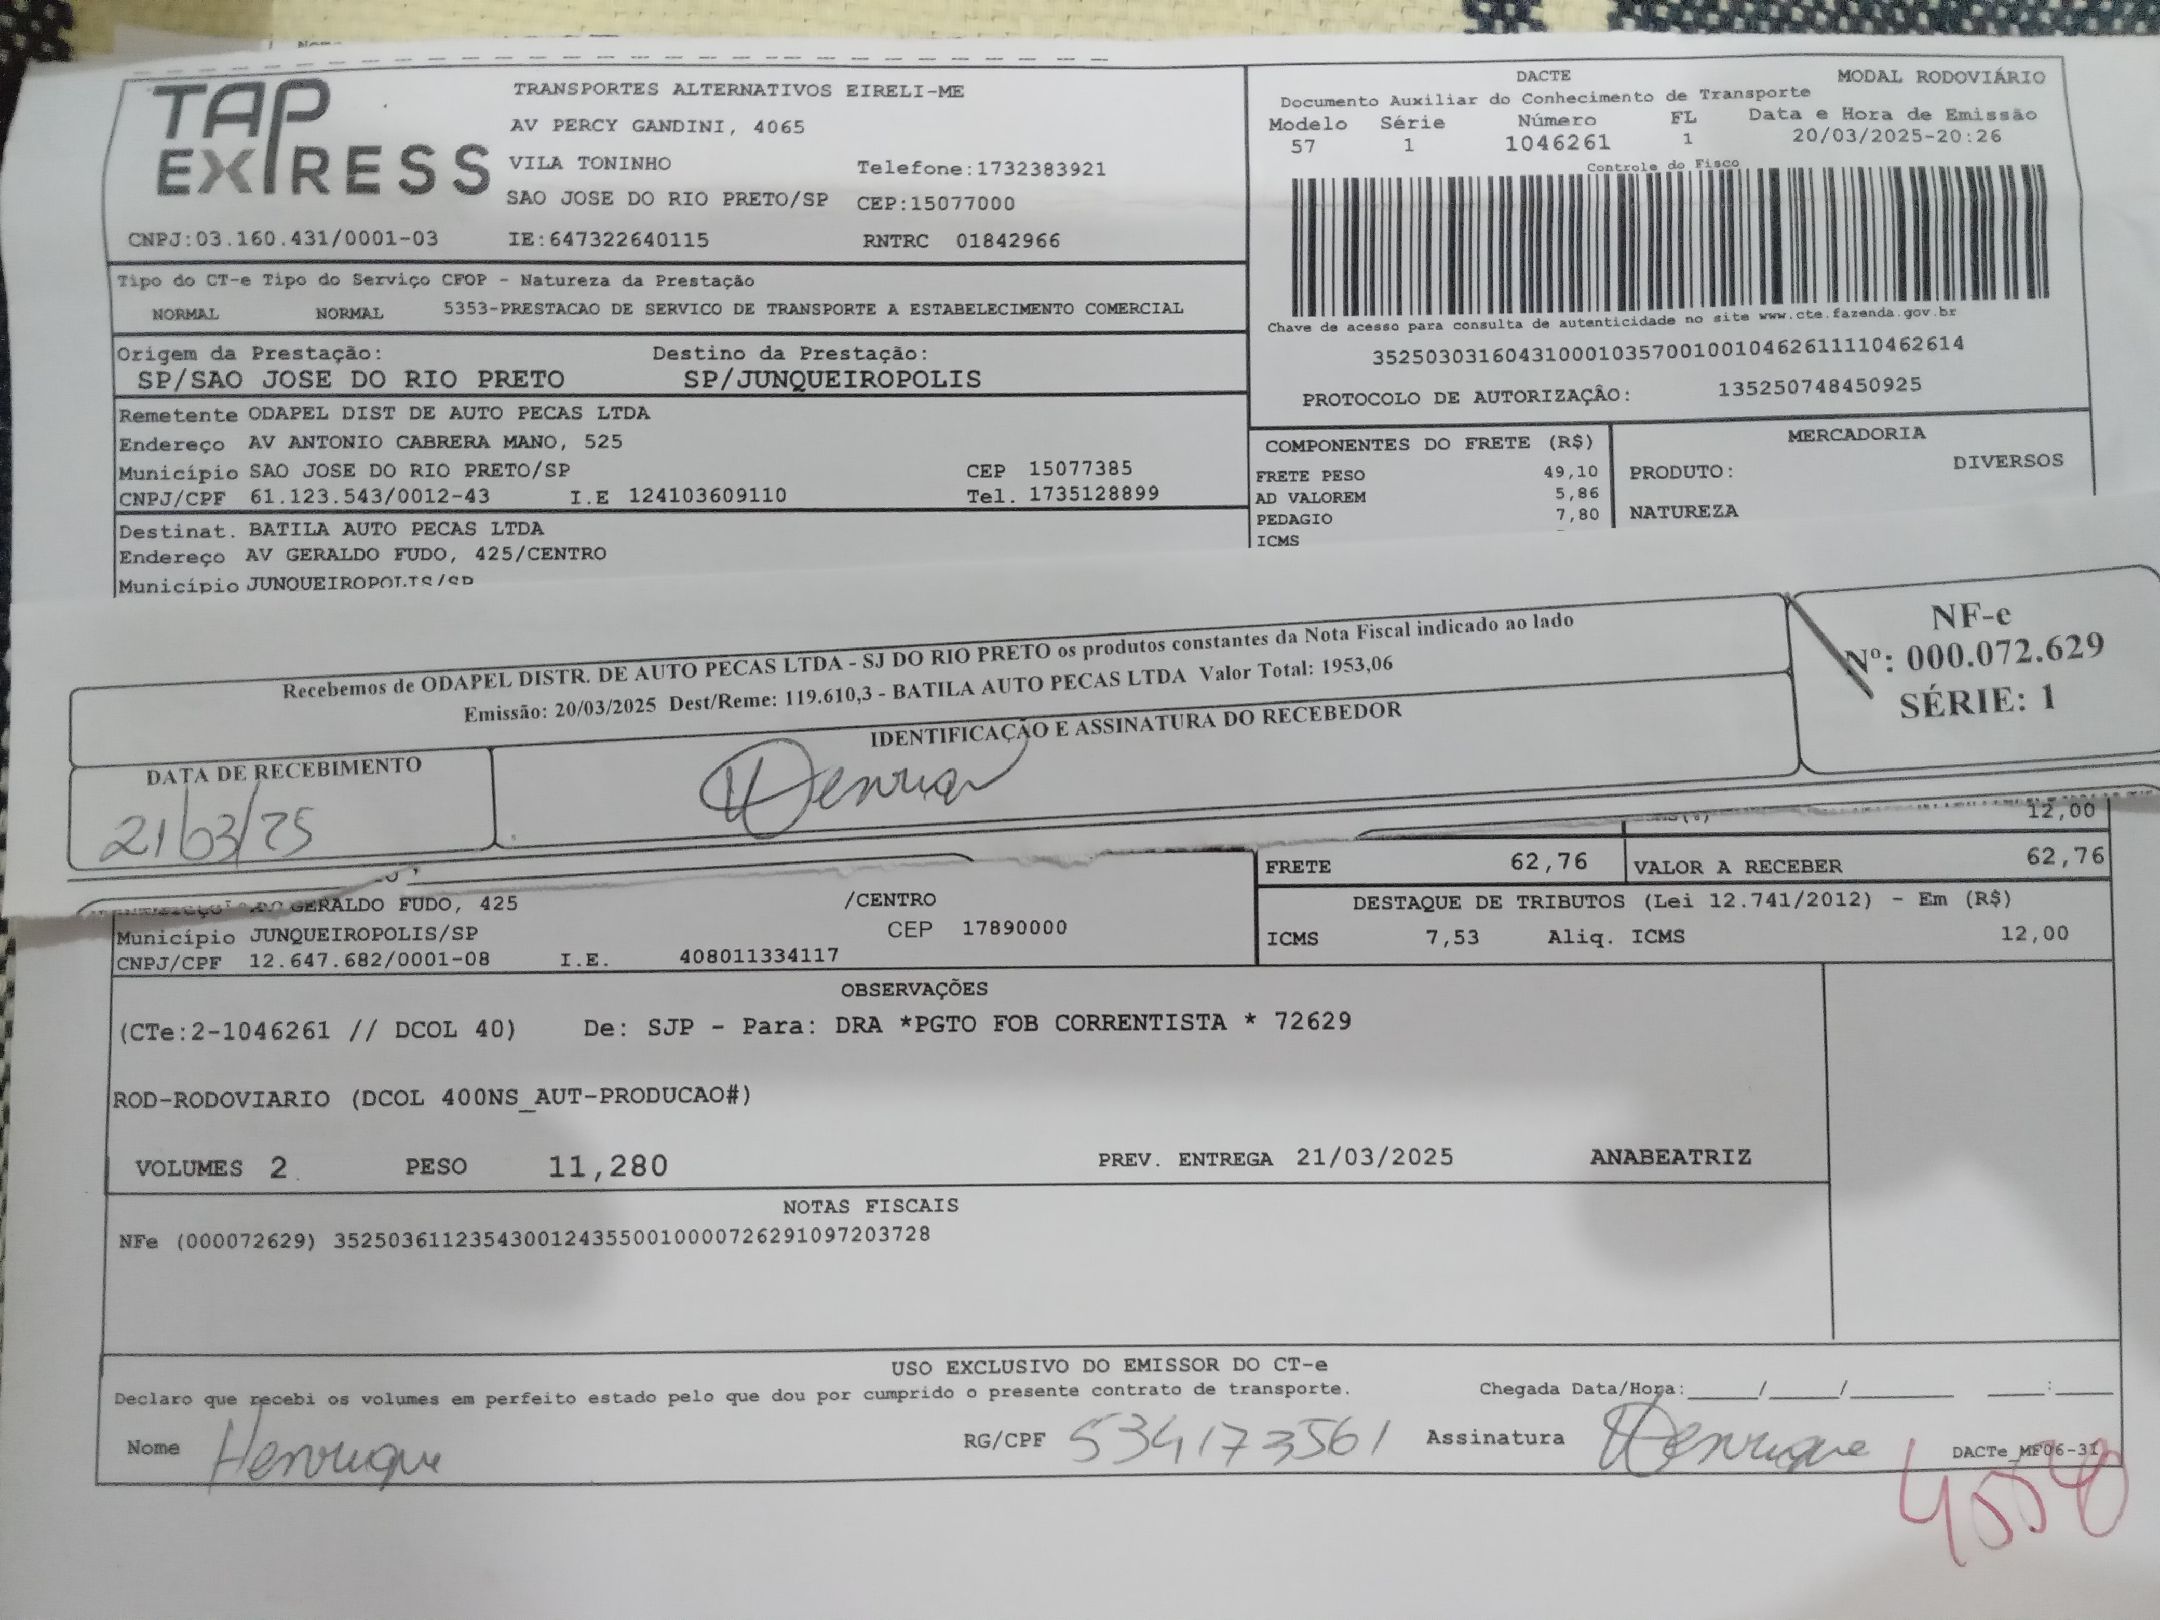 TAP EXPRESS
TRANSPORTES ALTERNATIVOS EIRELI-ME
AV PERCY GANDINI, 4065
VILA TONINHO Telefone:1732383921
SAO JOSE DO RIO PRETO/SP CEP:15077000
CNPJ:03.160.431/0001-03 IE:647322640115 RNTRC 01842966
DACTE MODAL RODOVIÁRIO
Documento Auxiliar do Conhecimento de Transporte
Modelo Série Número FL Data e Hora de Emissão
57 1 1046261 1 20/03/2025-20:26
Controle do Fisco
Chave de acesso para consulta de autenticidade no site www.cte.fazenda.gov.br
35250303160431000103570010010462611110462614
PROTOCOLO DE AUTORIZAÇÃO: 135250748450925
Tipo do CT-e Tipo do Serviço CFOP - Natureza da Prestação
NORMAL NORMAL 5353-PRESTACAO DE SERVICO DE TRANSPORTE A ESTABELECIMENTO COMERCIAL
Origem da Prestação: Destino da Prestação:
SP/SAO JOSE DO RIO PRETO SP/JUNQUEIROPOLIS
Remetente ODAPEL DIST DE AUTO PECAS LTDA
Endereço AV ANTONIO CABRERA MANO, 525
Município SAO JOSE DO RIO PRETO/SP CEP 15077385
CNPJ/CPF 61.123.543/0012-43 I.E 124103609110 Tel. 1735128899
Destinat. BATILA AUTO PECAS LTDA
Endereço AV GERALDO FUDO, 425/CENTRO
Município JUNQUEIROPOLIS/SP
COMPONENTES DO FRETE (R$)
FRETE PESO 49,10
AD VALOREM 5,86
PEDAGIO 7,80
ICMS
MERCADORIA
PRODUTO: DIVERSOS
NATUREZA
Recebemos de ODAPEL DISTR. DE AUTO PECAS LTDA - SJ DO RIO PRETO os produtos constantes da Nota Fiscal indicado ao lado
Emissão: 20/03/2025 Dest/Reme: 119.610,3 - BATILA AUTO PECAS LTDA Valor Total: 1953,06
NF-e
Nº: 000.072.629
SÉRIE: 1
DATA DE RECEBIMENTO
21/03/25
IDENTIFICAÇÃO E ASSINATURA DO RECEBEDOR
Henrique
12,00
FRETE 62,76 VALOR A RECEBER 62,76
GERALDO FUDO, 425 /CENTRO
Município JUNQUEIROPOLIS/SP CEP 17890000
CNPJ/CPF 12.647.682/0001-08 I.E. 408011334117
DESTAQUE DE TRIBUTOS (Lei 12.741/2012) - Em (R$)
ICMS 7,53 Aliq. ICMS 12,00
OBSERVAÇÕES
(CTe:2-1046261 // DCOL 40) De: SJP - Para: DRA *PGTO FOB CORRENTISTA * 72629
ROD-RODOVIARIO (DCOL 400NS_AUT-PRODUCAO#)
VOLUMES 2 PESO 11,280 PREV. ENTREGA 21/03/2025 ANABEATRIZ
NOTAS FISCAIS
NFe (000072629) 35250361123543001243550010000726291097203728
USO EXCLUSIVO DO EMISSOR DO CT-e
Declaro que recebi os volumes em perfeito estado pelo que dou por cumprido o presente contrato de transporte. Chegada Data/Hora:_____/_____/_______ ____:____
Nome Henrique RG/CPF 534173561 Assinatura Henrique DACTe_MF06-31